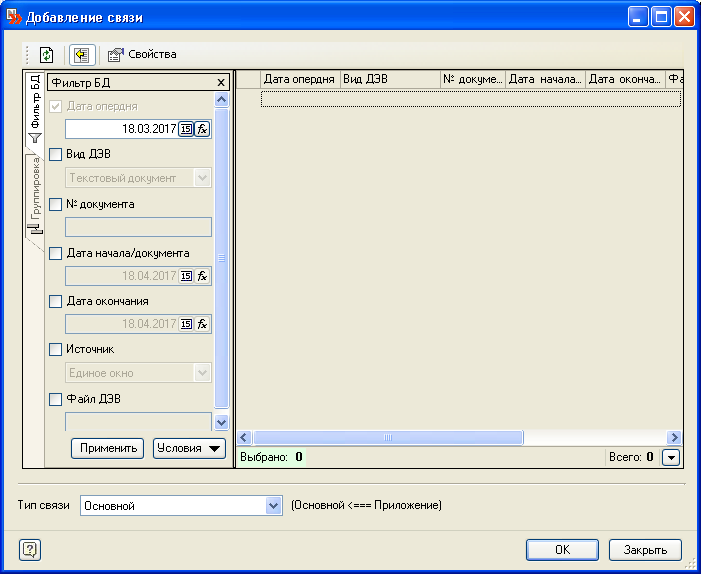 Добавление связи
Свойства
Фильтр БД
Группировка
Фильтр БД
Дата опердня
18.03.2017
Вид ДЭВ
Текстовый документ
№ документа
Дата начала/документа
18.04.2017
Дата окончания
18.04.2017
Источник
Единое окно
Файл ДЭВ
Применить
Условия
Дата опердня Вид ДЭВ № докуме... Дата начала... Дата оконча... Фа
Выбрано: 0
Всего: 0
Тип связи Основной (Основной <=== Приложение)
? OK Закрыть